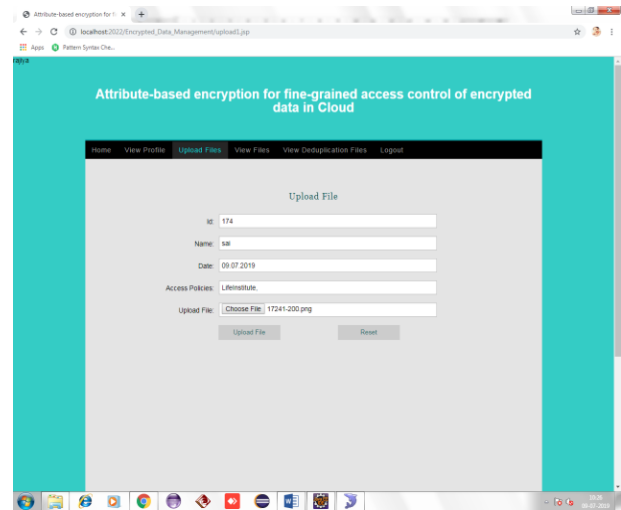 Attribute-based encryption for f
localhost:2022/Encrypted_Data_Management/upload1.jsp
Apps Pattern Syntax Che...
Attribute-based encryption for fine-grained access control of encrypted
data in Cloud
Home View Profile Upload Files View Files View Deduplication Files Logout
Upload File
id: 174
Name: sai
Date: 09.07.2019
Access Policies: LifeInstitute,
Upload File: Choose File 17241-200.png
Upload File Reset
09-07-2019